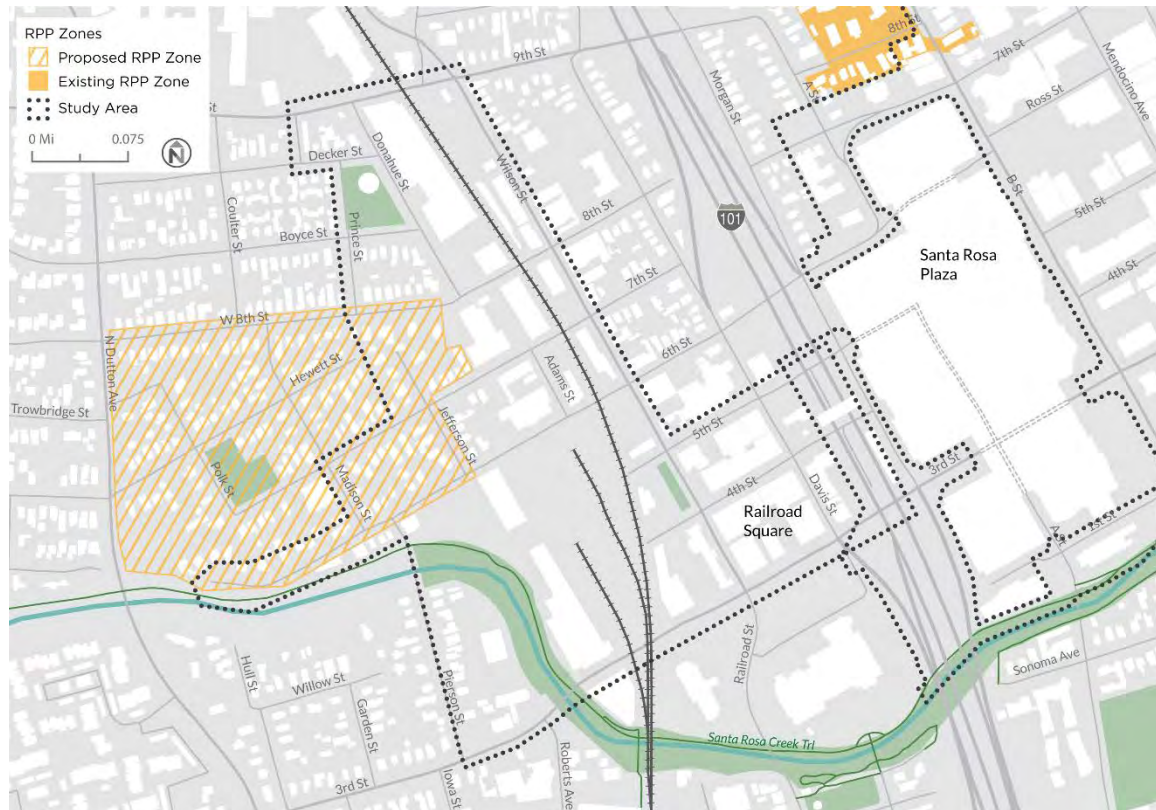 RPP Zones
Proposed RPP Zone
Existing RPP Zone
Study Area
0 Mi 0.075
N
St
9th St
8th St
7th St
Mendocino Ave
A St
Morgan St
Ross St
Decker St
Donahue St
Wilson St
B St
Coulter St
Prince St
8th St
101
5th St
Boyce St
Santa Rosa
Plaza
7th St
4th St
W 8th St
6th St
N Dutton Ave
Hewett St
Adams St
Trowbridge St
Jefferson St
5th St
3rd St
Polk St
Madison St
4th St
Davis St
Railroad
Square
A St
1st St
Hull St
Willow St
Garden St
Pierson St
Railroad St
Sonoma Ave
Santa Rosa Creek Trl
3rd St
Iowa St
Roberts Ave